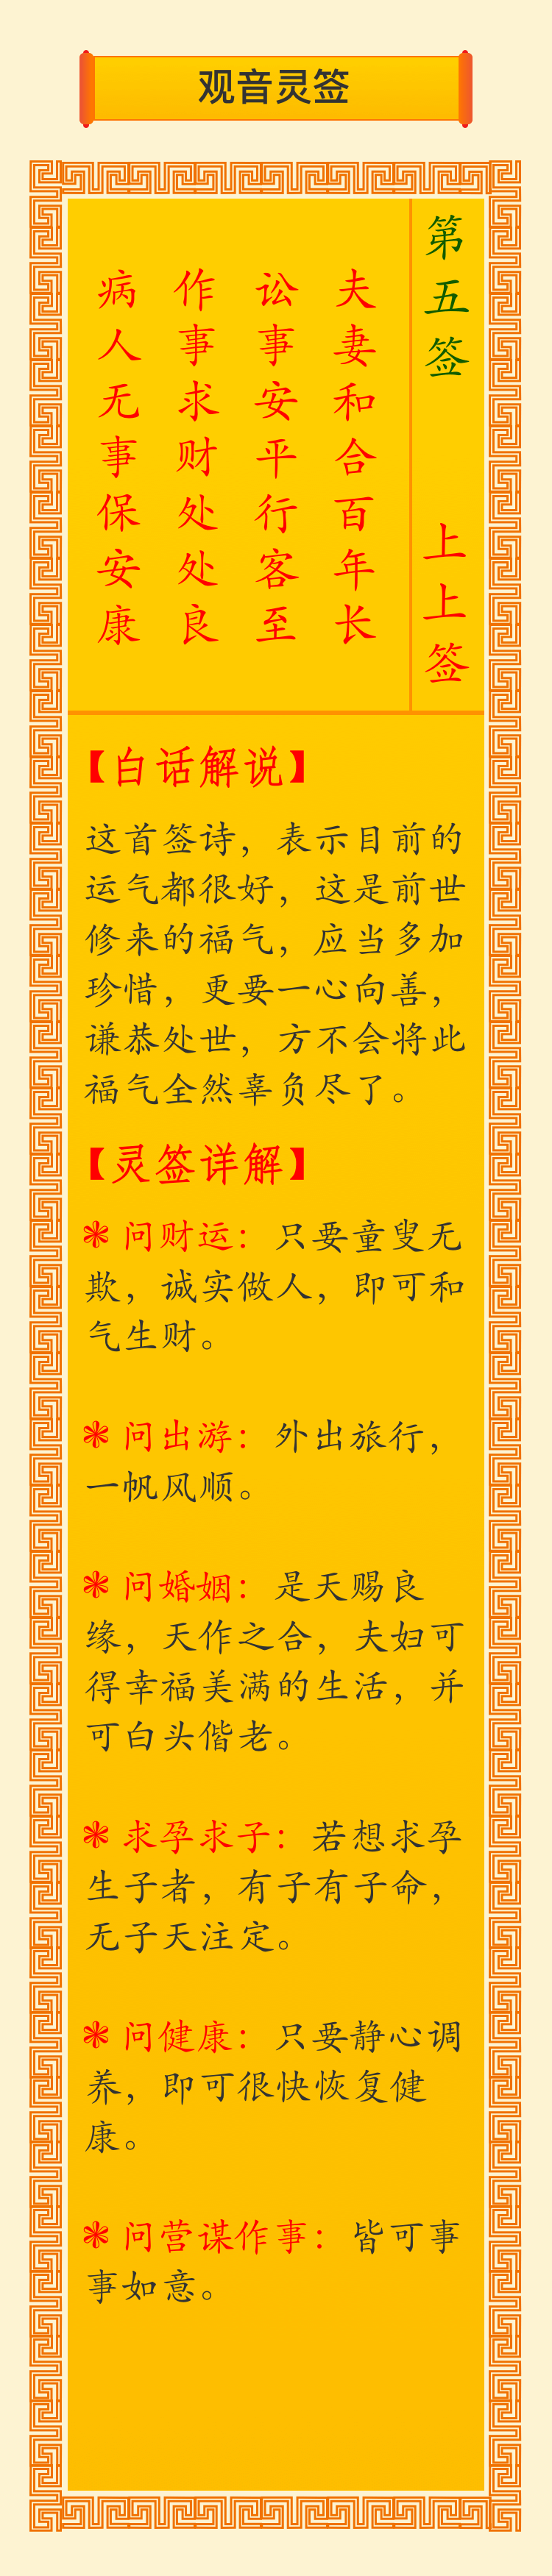 观音灵签
第五签
上上签
夫妻和合百年长
讼事安平行客至
作事求财处处良
病人无事保安康
【白话解说】
这首签诗，表示目前的
运气都很好，这是前世
修来的福气，应当多加
珍惜，更要一心向善，
谦恭处世，方不会将此
福气全然辜负尽了。
【灵签详解】
❃ 问财运：只要童叟无
欺，诚实做人，即可和
气生财。
❃ 问出游：外出旅行，
一帆风顺。
❃ 问婚姻：是天赐良
缘，天作之合，夫妇可
得幸福美满的生活，并
可白头偕老。
❃ 求孕求子：若想求孕
生子者，有子有子命，
无子天注定。
❃ 问健康：只要静心调
养，即可很快恢复健
康。
❃ 问营谋作事：皆可事
事如意。